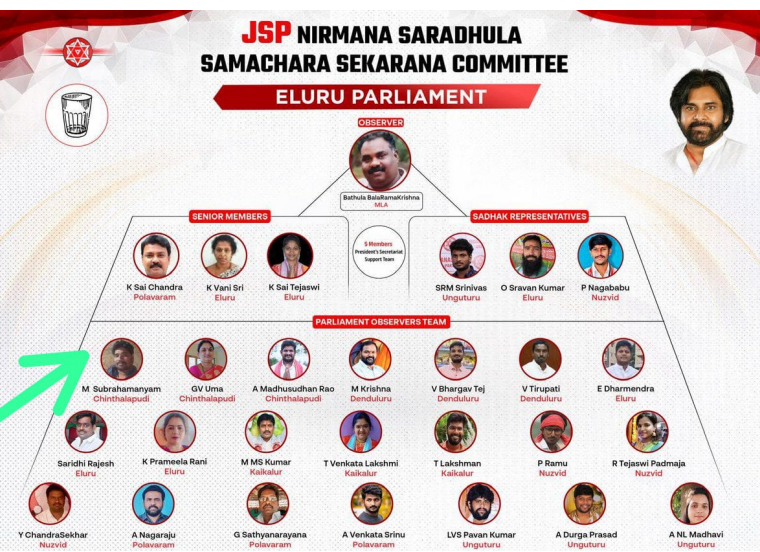 JSP NIRMANA SARADHULA
SAMACHARA SEKARANA COMMITTEE
ELURU PARLIAMENT
OBSERVER
Bathula BalaRamaKrishna
MLA
SENIOR MEMBERS
SADHAK REPRESENTATIVES
5 Members
President's Secretariat
Support Team
K Sai Chandra
Polavaram
K Vani Sri
Eluru
K Sai Tejaswi
Eluru
SRM Srinivas
Unguturu
O Sravan Kumar
Eluru
P Nagababu
Nuzvid
PARLIAMENT OBSERVERS TEAM
M Subrahamanyam
Chinthalapudi
GV Uma
Chinthalapudi
A Madhusudhan Rao
Chinthalapudi
M Krishna
Denduluru
V Bhargav Tej
Denduluru
V Tirupati
Denduluru
E Dharmendra
Eluru
Saridhi Rajesh
Eluru
K Prameela Rani
Eluru
M MS Kumar
Kaikalur
T Venkata Lakshmi
Kaikalur
T Lakshman
Kaikalur
P Ramu
Nuzvid
R Tejaswi Padmaja
Nuzvid
Y ChandraSekhar
Nuzvid
A Nagaraju
Polavaram
G Sathyanarayana
Polavaram
A Venkata Srinu
Polavaram
LVS Pavan Kumar
Unguturu
A Durga Prasad
Unguturu
A NL Madhavi
Unguturu